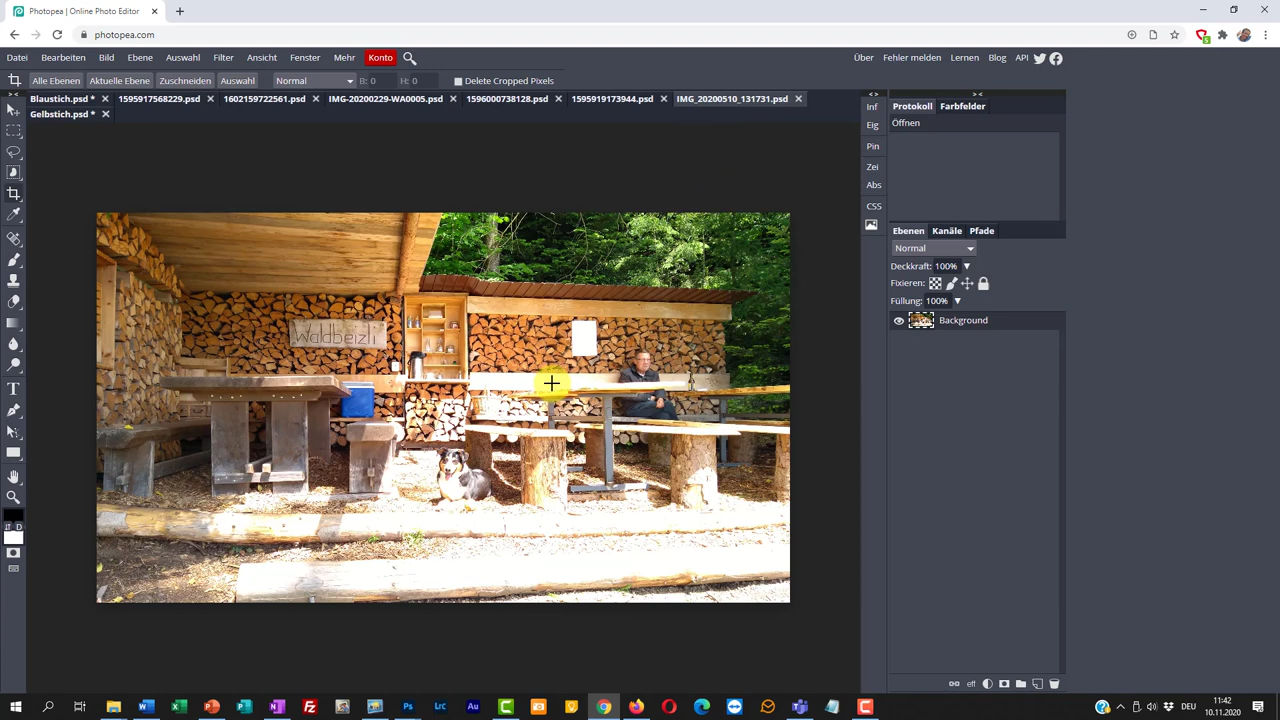 Photopea | Online Photo Editor
photopea.com
Datei Bearbeiten Bild Ebene Auswahl Filter Ansicht Fenster Mehr Konto Über Fehler melden Lernen Blog API
Alle Ebenen Aktuelle Ebene Zuschneiden Auswahl Normal B: 0 H: 0 Delete Cropped Pixels
Blaustich.psd * 1595917568229.psd 1602159722561.psd IMG-20200229-WA0005.psd 1596000738128.psd 1595919173944.psd IMG_20200510_131731.psd
Gelbstich.psd *
Inf
Eig
Pin
Zei
Abs
CSS
Protokoll Farbfelder
Öffnen
Ebenen Kanäle Pfade
Normal
Deckkraft: 100%
Fixieren:
Füllung: 100%
Background
eff
Waldbeizli
DEU
11:42
10.11.2020